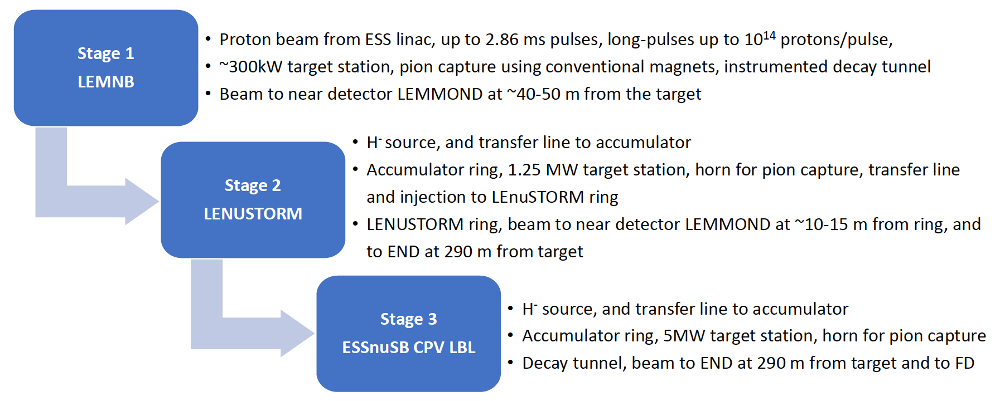 Stage 1
LEMNB
• Proton beam from ESS linac, up to 2.86 ms pulses, long-pulses up to 10¹⁴ protons/pulse,
• ~300kW target station, pion capture using conventional magnets, instrumented decay tunnel
• Beam to near detector LEMMOND at ~40-50 m from the target
Stage 2
LENUSTORM
• H⁻ source, and transfer line to accumulator
• Accumulator ring, 1.25 MW target station, horn for pion capture, transfer line
and injection to LEnuSTORM ring
• LENUSTORM ring, beam to near detector LEMMOND at ~10-15 m from ring, and
to END at 290 m from target
Stage 3
ESSnuSB CPV LBL
• H⁻ source, and transfer line to accumulator
• Accumulator ring, 5MW target station, horn for pion capture
• Decay tunnel, beam to END at 290 m from target and to FD